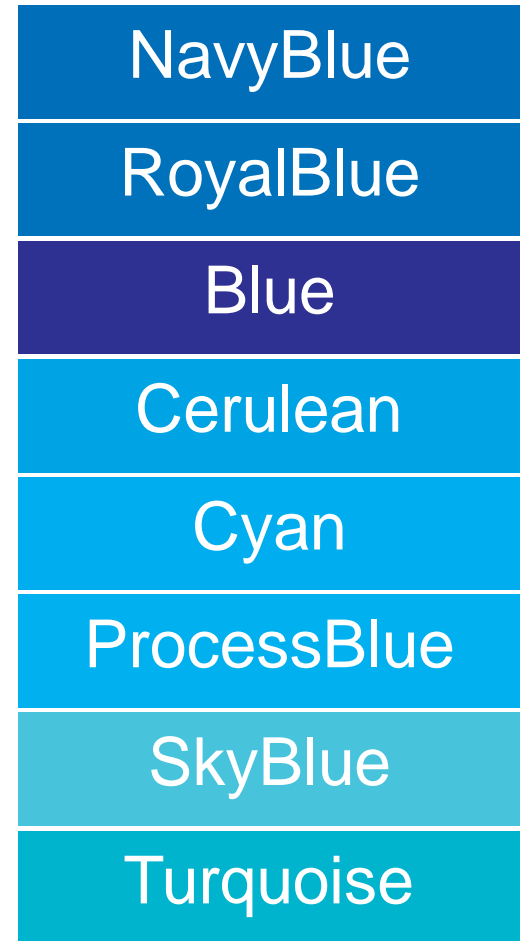 NavyBlue
RoyalBlue
Blue
Cerulean
Cyan
ProcessBlue
SkyBlue
Turquoise